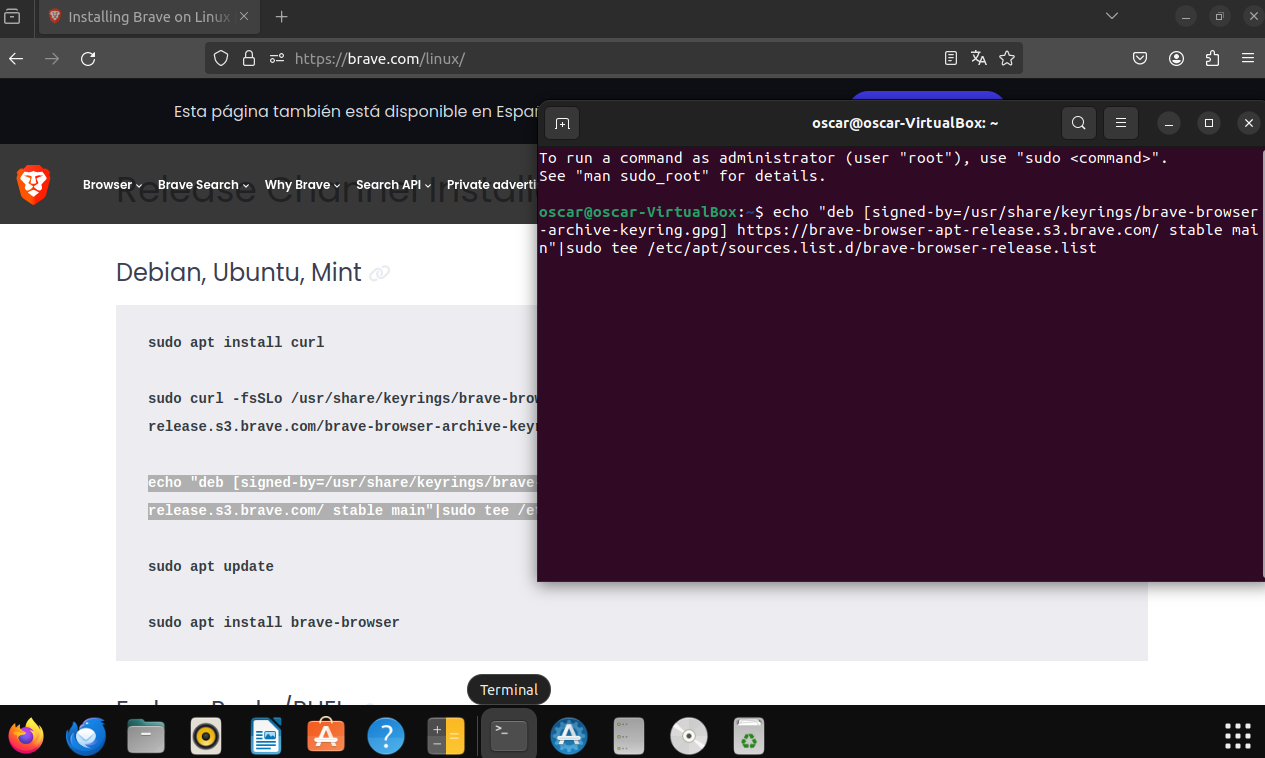 Installing Brave on Linux
https://brave.com/linux/
Esta página también está disponible en Españ
oscar@oscar-VirtualBox: ~
Browser
Brave Search
Why Brave
Search API
Private adverti
Release Channel Install
To run a command as administrator (user "root"), use "sudo <command>".
See "man sudo_root" for details.
oscar@oscar-VirtualBox:~$ echo "deb [signed-by=/usr/share/keyrings/brave-browser
-archive-keyring.gpg] https://brave-browser-apt-release.s3.brave.com/ stable mai
n"|sudo tee /etc/apt/sources.list.d/brave-browser-release.list
Debian, Ubuntu, Mint
sudo apt install curl
sudo curl -fsSLo /usr/share/keyrings/brave-brow
release.s3.brave.com/brave-browser-archive-keyr
echo "deb [signed-by=/usr/share/keyrings/brave-
release.s3.brave.com/ stable main"|sudo tee /et
sudo apt update
sudo apt install brave-browser
Terminal